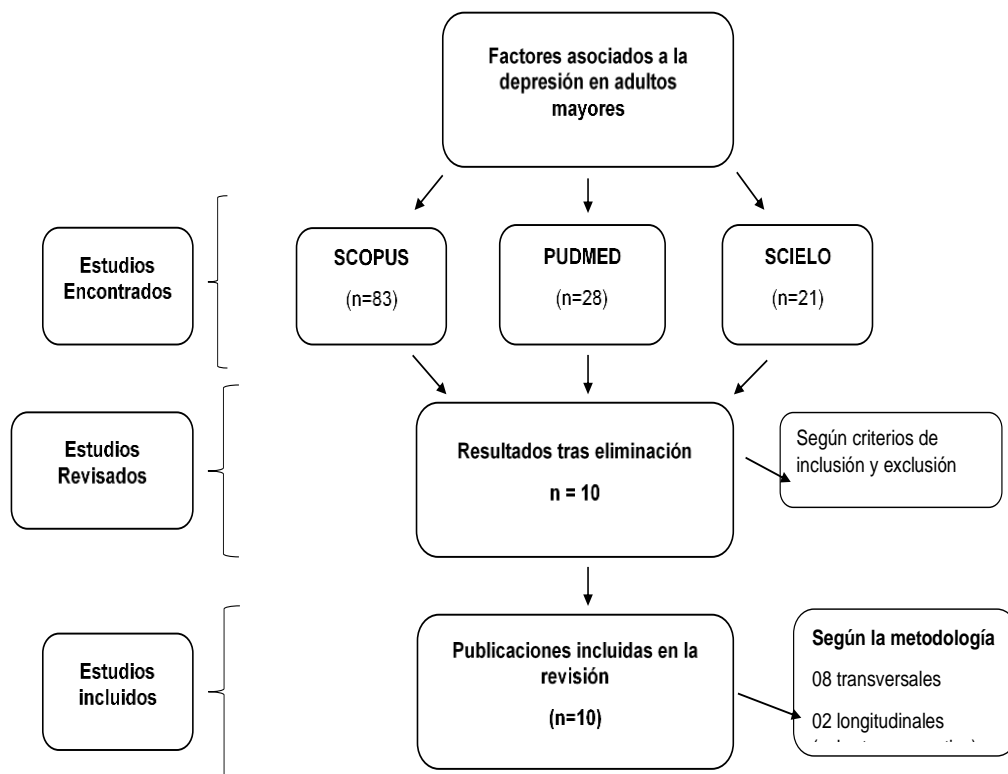 Factores asociados a la
depresión en adultos
mayores
Estudios
Encontrados
SCOPUS
(n=83)
PUDMED
(n=28)
SCIELO
(n=21)
Estudios
Revisados
Resultados tras eliminación
n = 10
Según criterios de
inclusión y exclusión
Estudios
incluidos
Publicaciones incluidas en la
revisión
(n=10)
Según la metodología
08 transversales
02 longitudinales